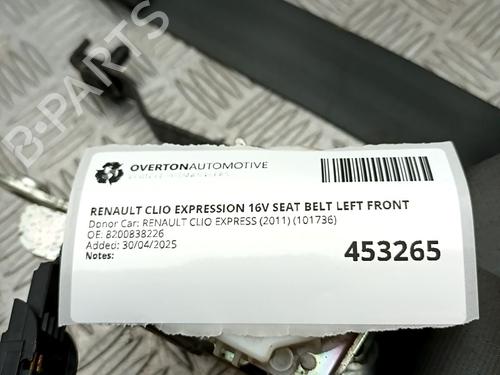 B-PARTS
OVERTONAUTOMOTIVE
RENAULT CLIO EXPRESSION 16V SEAT BELT LEFT FRONT
Donor Car: RENAULT CLIO EXPRESS (2011) (101736)
OE: 8200838226
Added: 30/04/2025
Notes:
453265